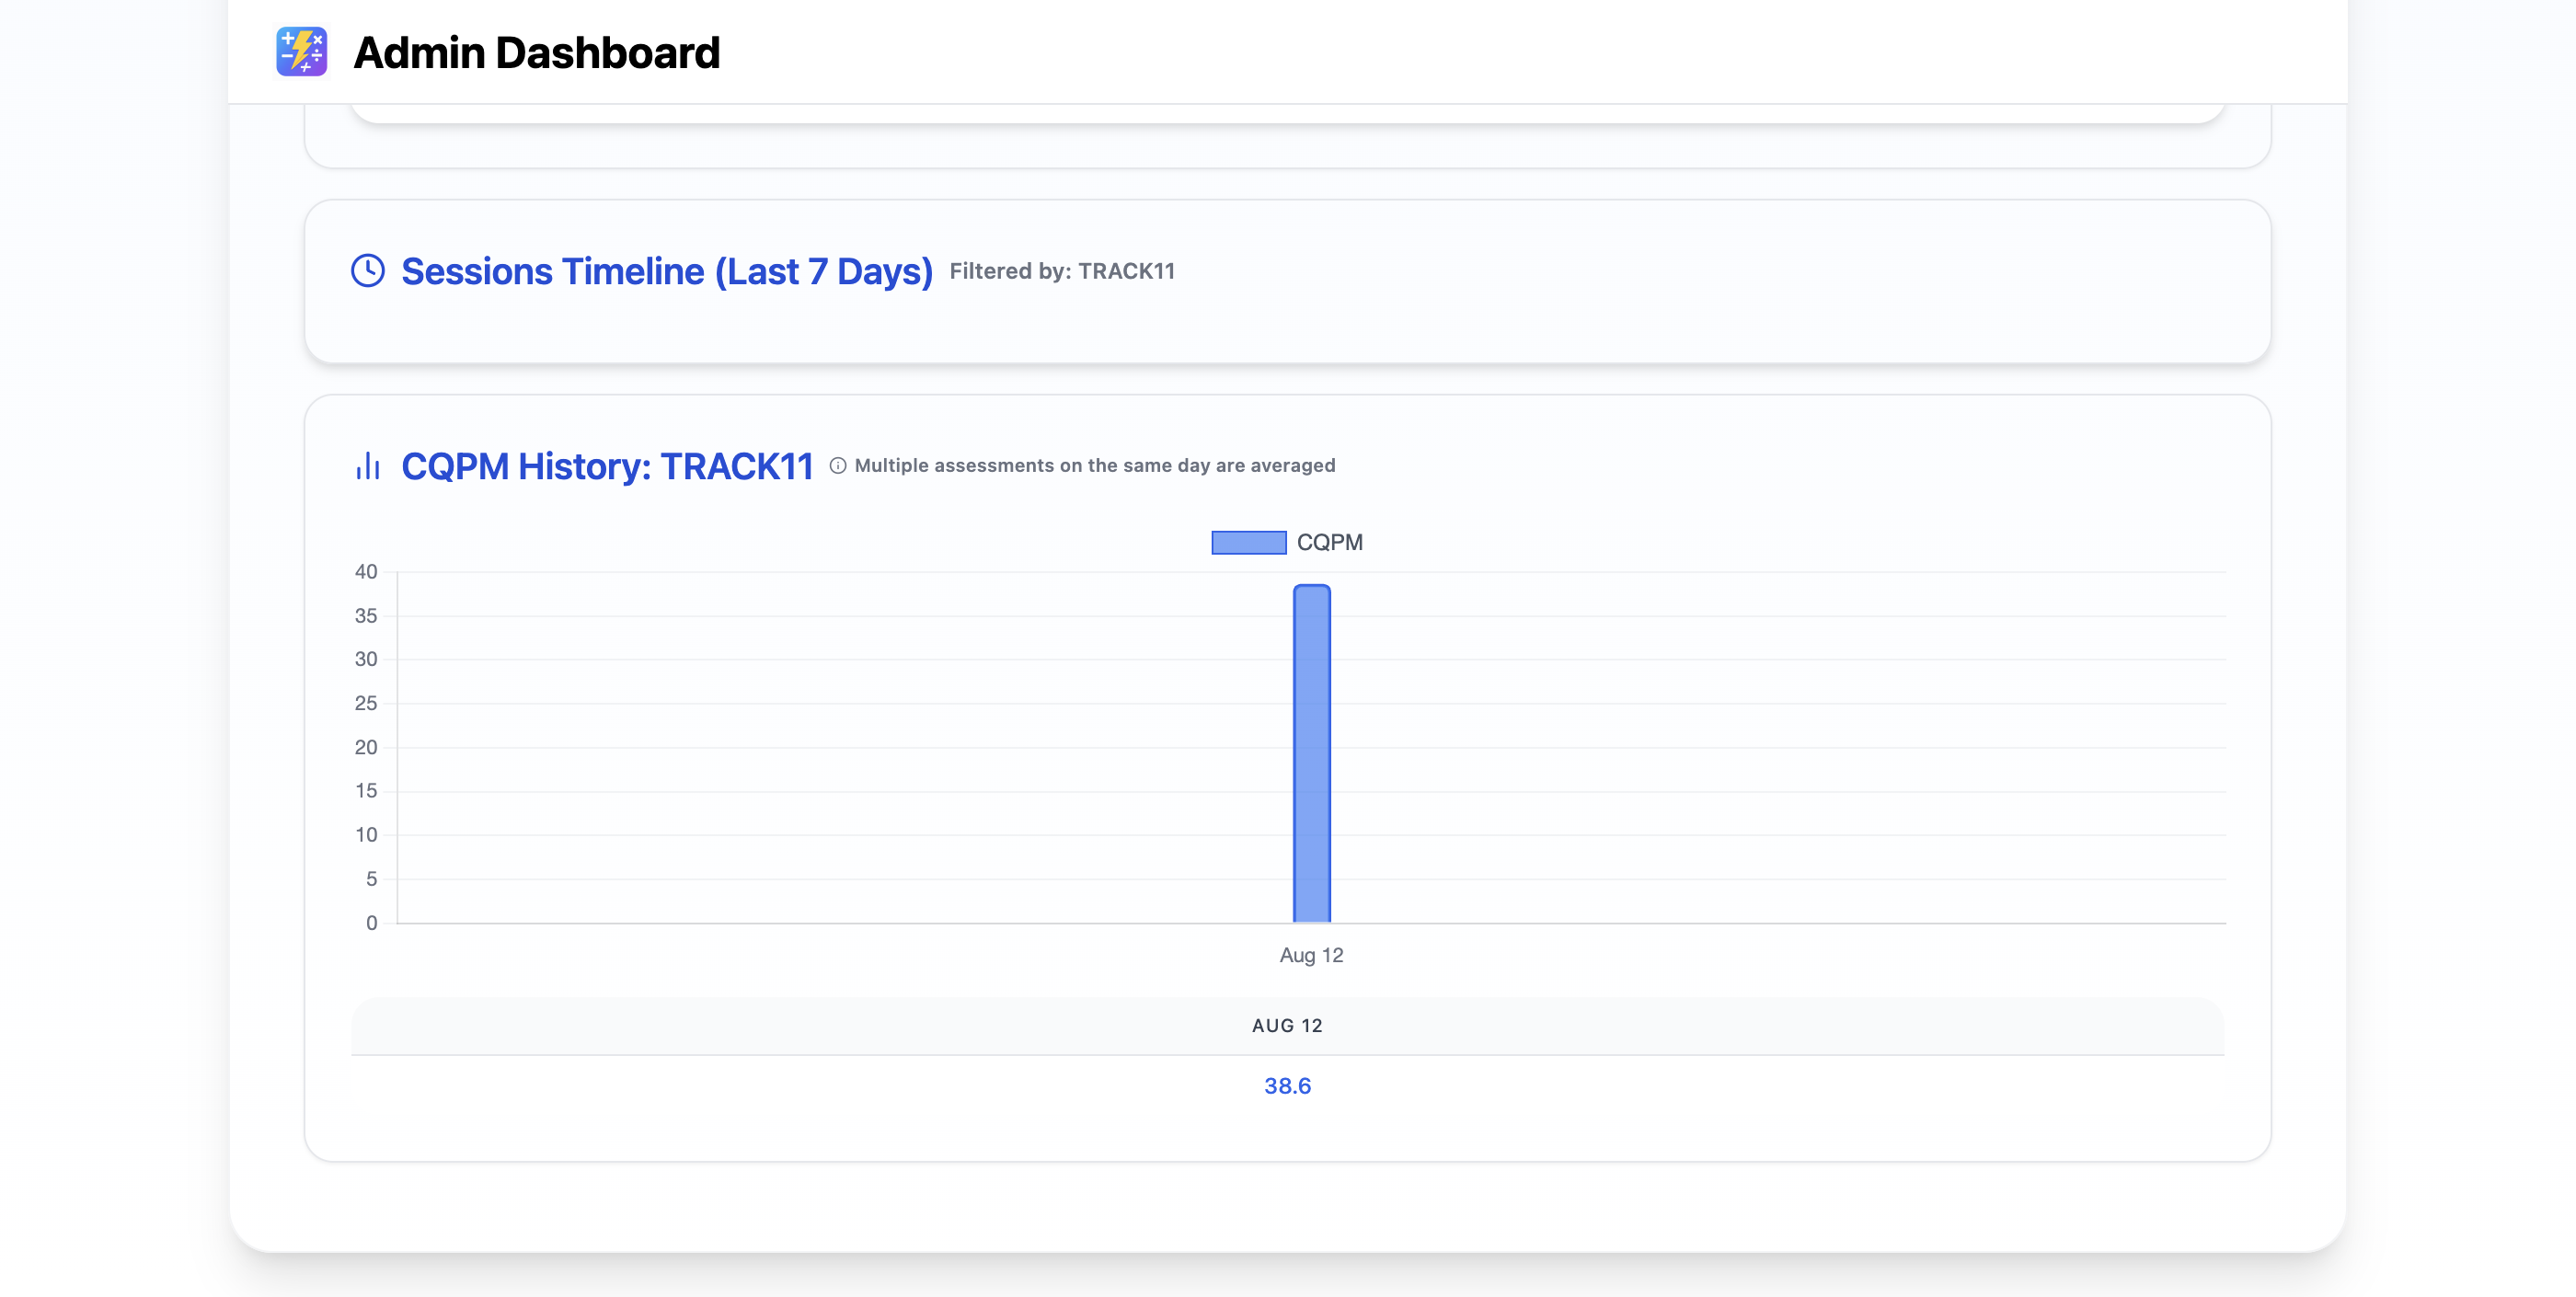 Admin Dashboard
Sessions Timeline (Last 7 Days) Filtered by: TRACK11
CQPM History: TRACK11 Multiple assessments on the same day are averaged
CQPM
40
35
30
25
20
15
10
5
0
Aug 12
AUG 12
38.6